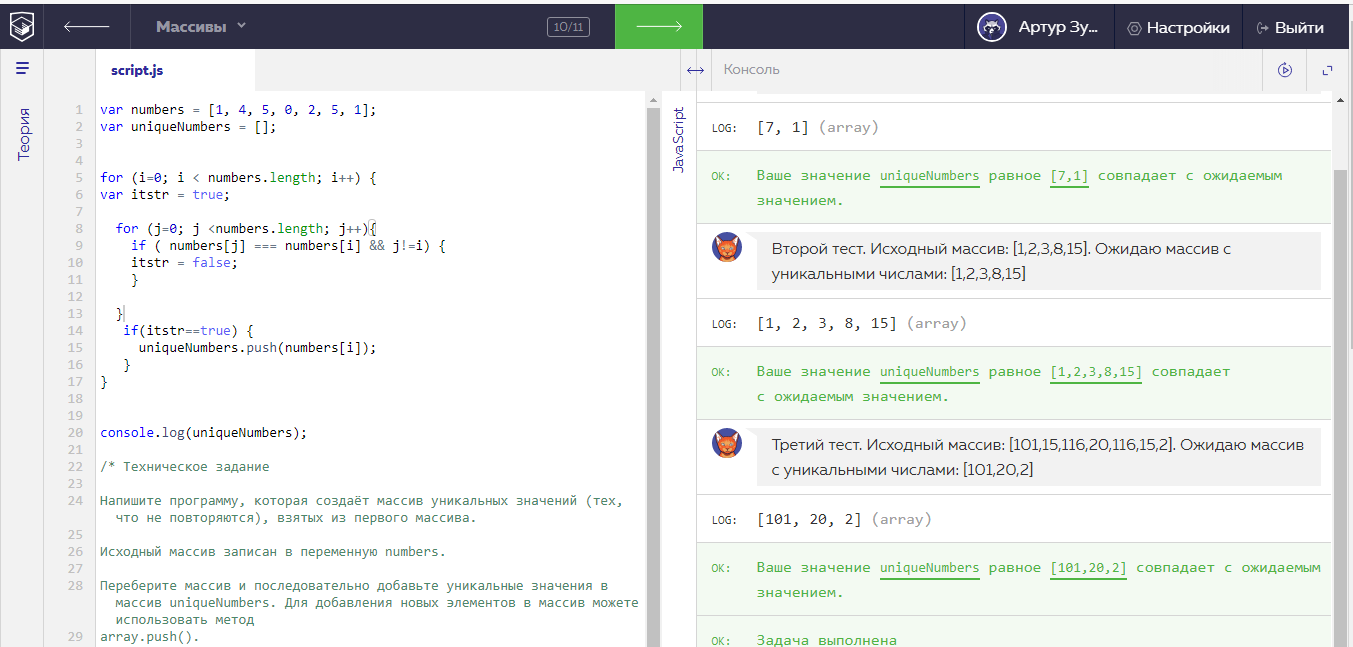 Массивы
10/11
Артур Зу...
Настройки
Выйти
Теория
script.js
1 var numbers = [1, 4, 5, 0, 2, 5, 1];
2 var uniqueNumbers = [];
3
4
5 for (i=0; i < numbers.length; i++) {
6 var itstr = true;
7
8 for (j=0; j <numbers.length; j++){
9 if ( numbers[j] === numbers[i] && j!=i) {
10 itstr = false;
11 }
12
13 }
14 if(itstr==true) {
15 uniqueNumbers.push(numbers[i]);
16 }
17 }
18
19
20 console.log(uniqueNumbers);
21
22 /* Техническое задание
23
24 Напишите программу, которая создаёт массив уникальных значений (тех,
что не повторяются), взятых из первого массива.
25
26 Исходный массив записан в переменную numbers.
27
28 Переберите массив и последовательно добавьте уникальные значения в
массив uniqueNumbers. Для добавления новых элементов в массив можете
использовать метод
29 array.push().
JavaScript
Консоль
LOG: [7, 1] (array)
OK: Ваше значение uniqueNumbers равное [7,1] совпадает с ожидаемым
значением.
Второй тест. Исходный массив: [1,2,3,8,15]. Ожидаю массив с
уникальными числами: [1,2,3,8,15]
LOG: [1, 2, 3, 8, 15] (array)
OK: Ваше значение uniqueNumbers равное [1,2,3,8,15] совпадает
с ожидаемым значением.
Третий тест. Исходный массив: [101,15,116,20,116,15,2]. Ожидаю массив
с уникальными числами: [101,20,2]
LOG: [101, 20, 2] (array)
OK: Ваше значение uniqueNumbers равное [101,20,2] совпадает с ожидаемым
значением.
OK: Задача выполнена